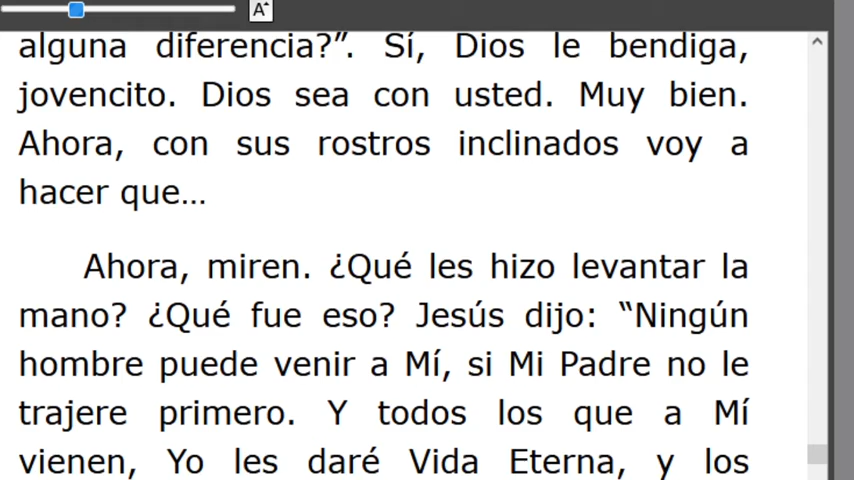 A
alguna diferencia?”. Sí, Dios le bendiga,
jovencito. Dios sea con usted. Muy bien.
Ahora, con sus rostros inclinados voy a
hacer que…
Ahora, miren. ¿Qué les hizo levantar la
mano? ¿Qué fue eso? Jesús dijo: “Ningún
hombre puede venir a Mí, si Mi Padre no le
trajere primero. Y todos los que a Mí
vienen, Yo les daré Vida Eterna, y los